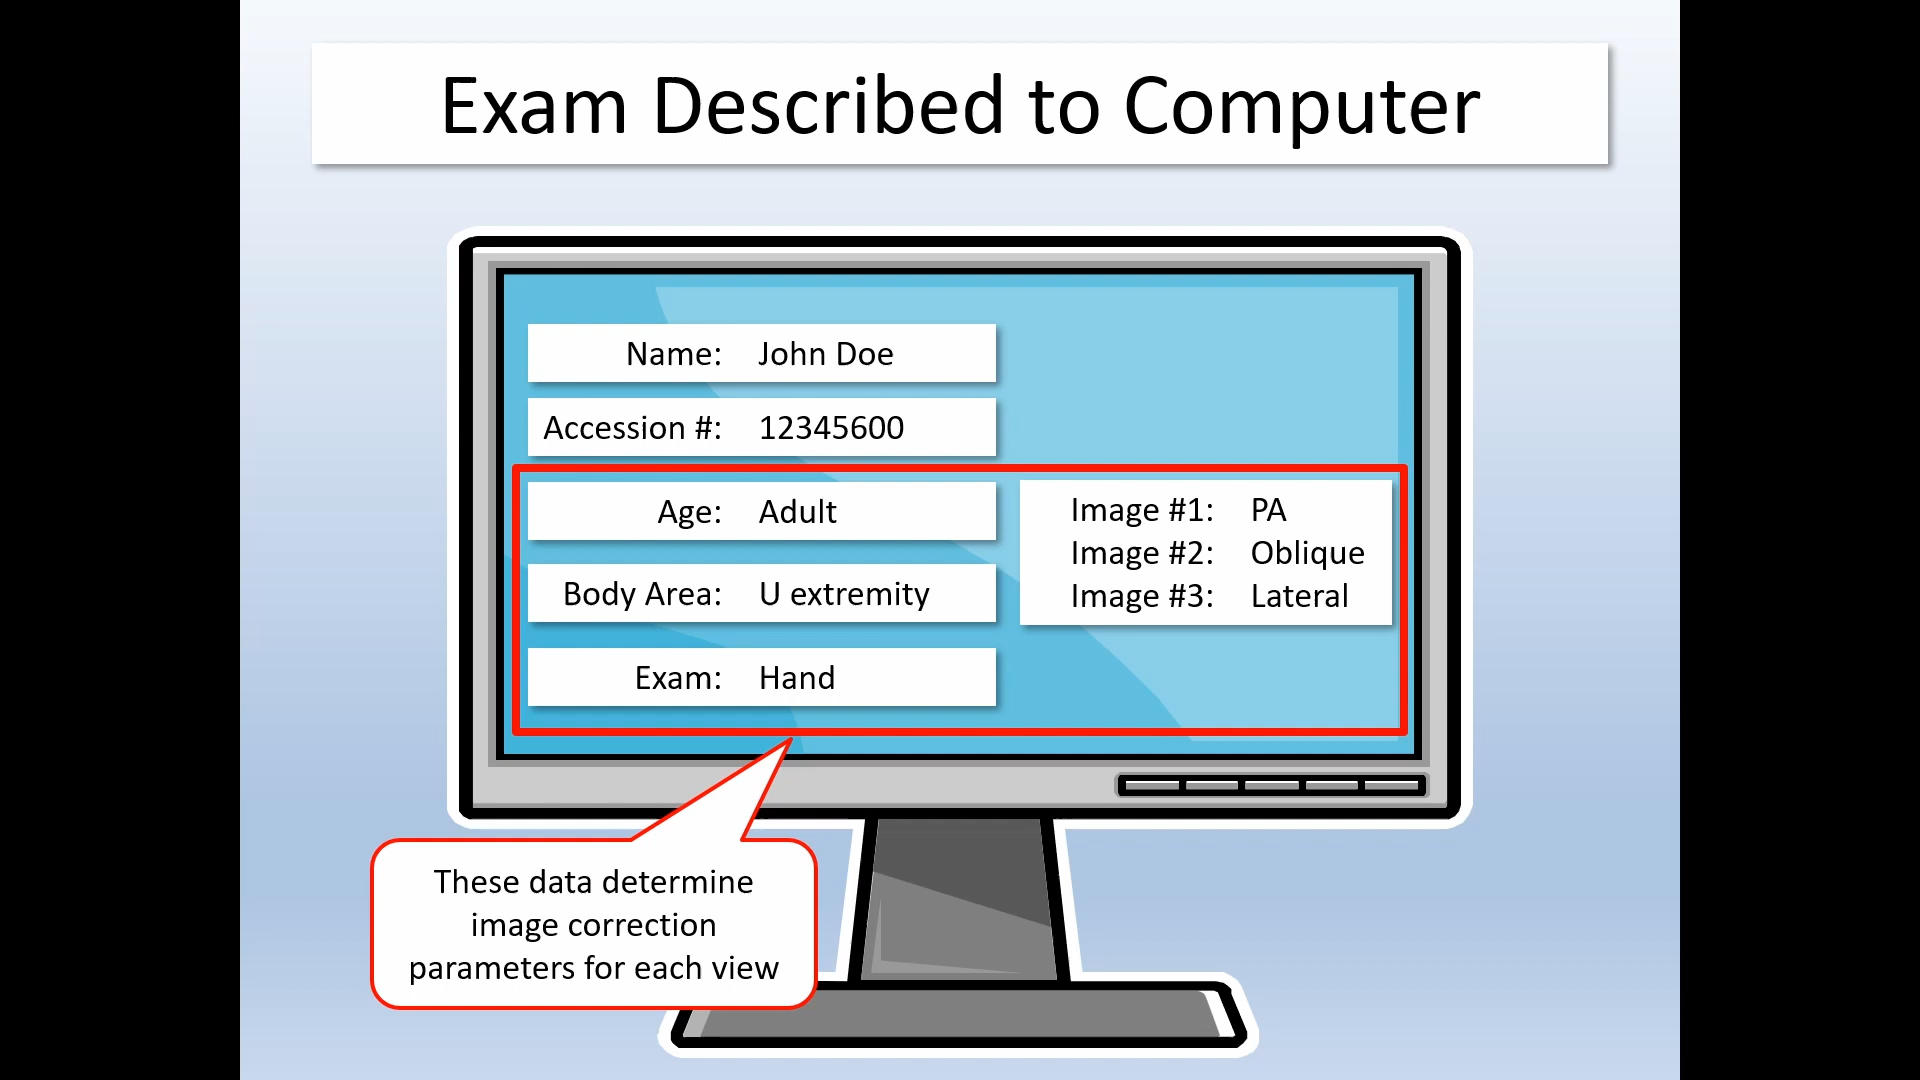 Exam Described to Computer
Name: John Doe
Accession #: 12345600
Age: Adult
Body Area: U extremity
Exam: Hand
Image #1: PA
Image #2: Oblique
Image #3: Lateral
These data determine
image correction
parameters for each view